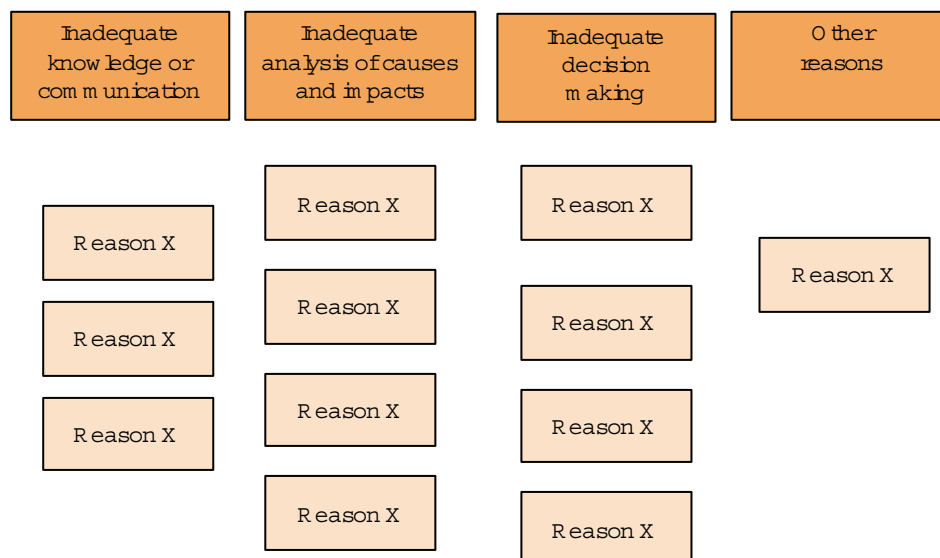 Inadequate
knowledge or
communication
Inadequate
analysis of causes
and impacts
Inadequate
decision
making
Other
reasons
Reason X
Reason X
Reason X
Reason X
Reason X
Reason X
Reason X
Reason X
Reason X
Reason X
Reason X
Reason X